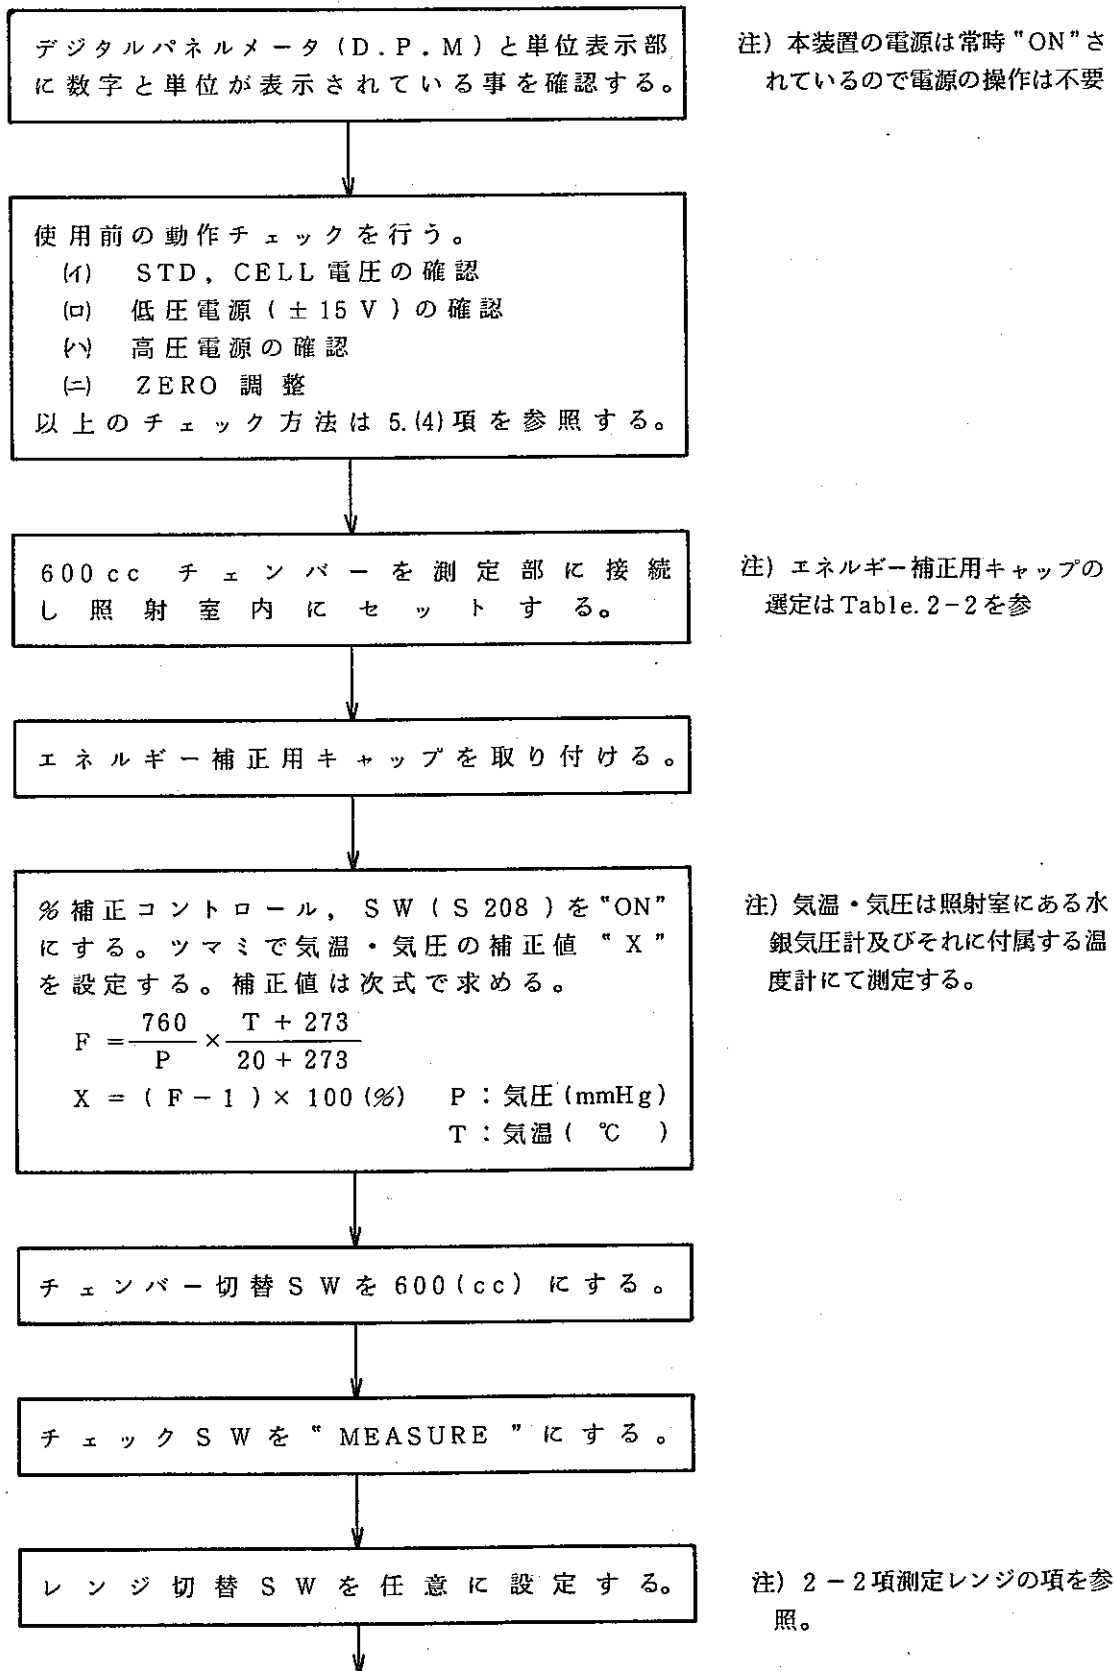 デジタルパネルメータ(D.P.M)と単位表示部
に数字と単位が表示されている事を確認する。
注) 本装置の電源は常時"ON"さ
れているので電源の操作は不要
使用前の動作チェックを行う。
(イ) STD, CELL電圧の確認
(ロ) 低圧電源(±15V)の確認
(ハ) 高圧電源の確認
(ニ) ZERO 調整
以上のチェック方法は5.(4)項を参照する。
600cc チェンバーを測定部に接続
し照射室内にセットする。
注) エネルギー補正用キャップの
選定はTable.2-2を参
エネルギー補正用キャップを取り付ける。
%補正コントロール, SW(S208)を"ON"
にする。ツマミで気温・気圧の補正値"X"
を設定する。補正値は次式で求める。
F = 760/P × (T + 273)/(20 + 273)
X = (F-1)×100(%) P:気圧(mmHg)
T:気温(℃)
注) 気温・気圧は照射室にある水
銀気圧計及びそれに付属する温
度計にて測定する。
チェンバー切替SWを600(cc)にする。
チェックSWを"MEASURE"にする。
レンジ切替SWを任意に設定する。
注) 2-2項測定レンジの項を参
照。